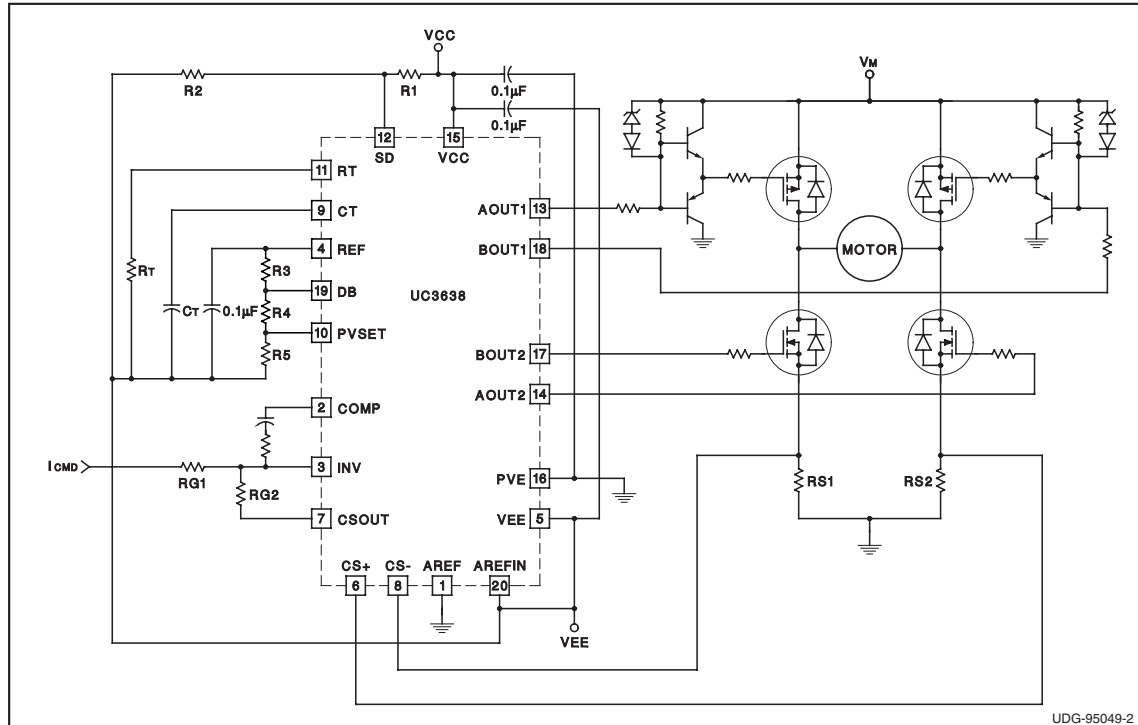 VCC
VM
R2
R1
0.1µF
0.1µF
12
SD
15
VCC
11 RT
9 CT
4 REF
19 DB
10 PVSET
RT
CT
0.1µF
R3
R4
R5
UC3638
AOUT1 13
BOUT1 18
BOUT2 17
AOUT2 14
MOTOR
2 COMP
3 INV
7 CSOUT
ICMD
RG1
RG2
PVE 16
VEE 5
RS1
RS2
CS+ CS- AREF AREFIN
6 8 1 20
VEE
UDG-95049-2